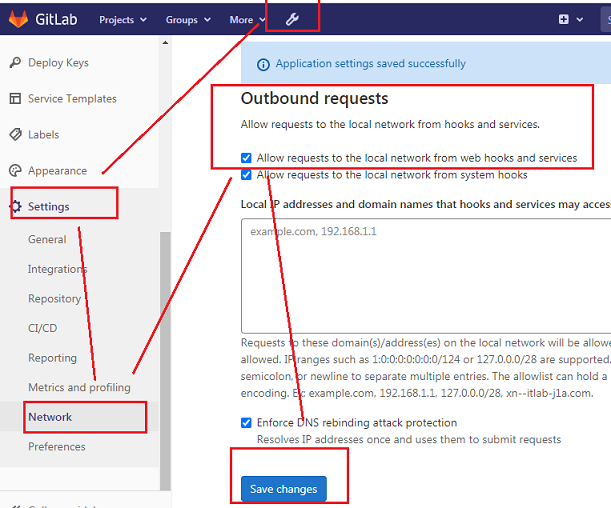 GitLab Projects Groups More
Deploy Keys
Service Templates
Labels
Appearance
Settings
General
Integrations
Repository
CI/CD
Reporting
Metrics and profiling
Network
Preferences
Application settings saved successfully
Outbound requests
Allow requests to the local network from hooks and services.
Allow requests to the local network from web hooks and services
Allow requests to the local network from system hooks
Local IP addresses and domain names that hooks and services may access
example.com, 192.168.1.1
Requests to these domain(s)/address(es) on the local network will be allowed
allowed. IP ranges such as 1:0:0:0:0:0:0:0/124 or 127.0.0.0/28 are supported.
semicolon, or newline to separate multiple entries. The allowlist can hold a
encoding. Ex: example.com, 192.168.1.1, 127.0.0.0/28, xn--itlab-j1a.com.
Enforce DNS rebinding attack protection
Resolves IP addresses once and uses them to submit requests
Save changes